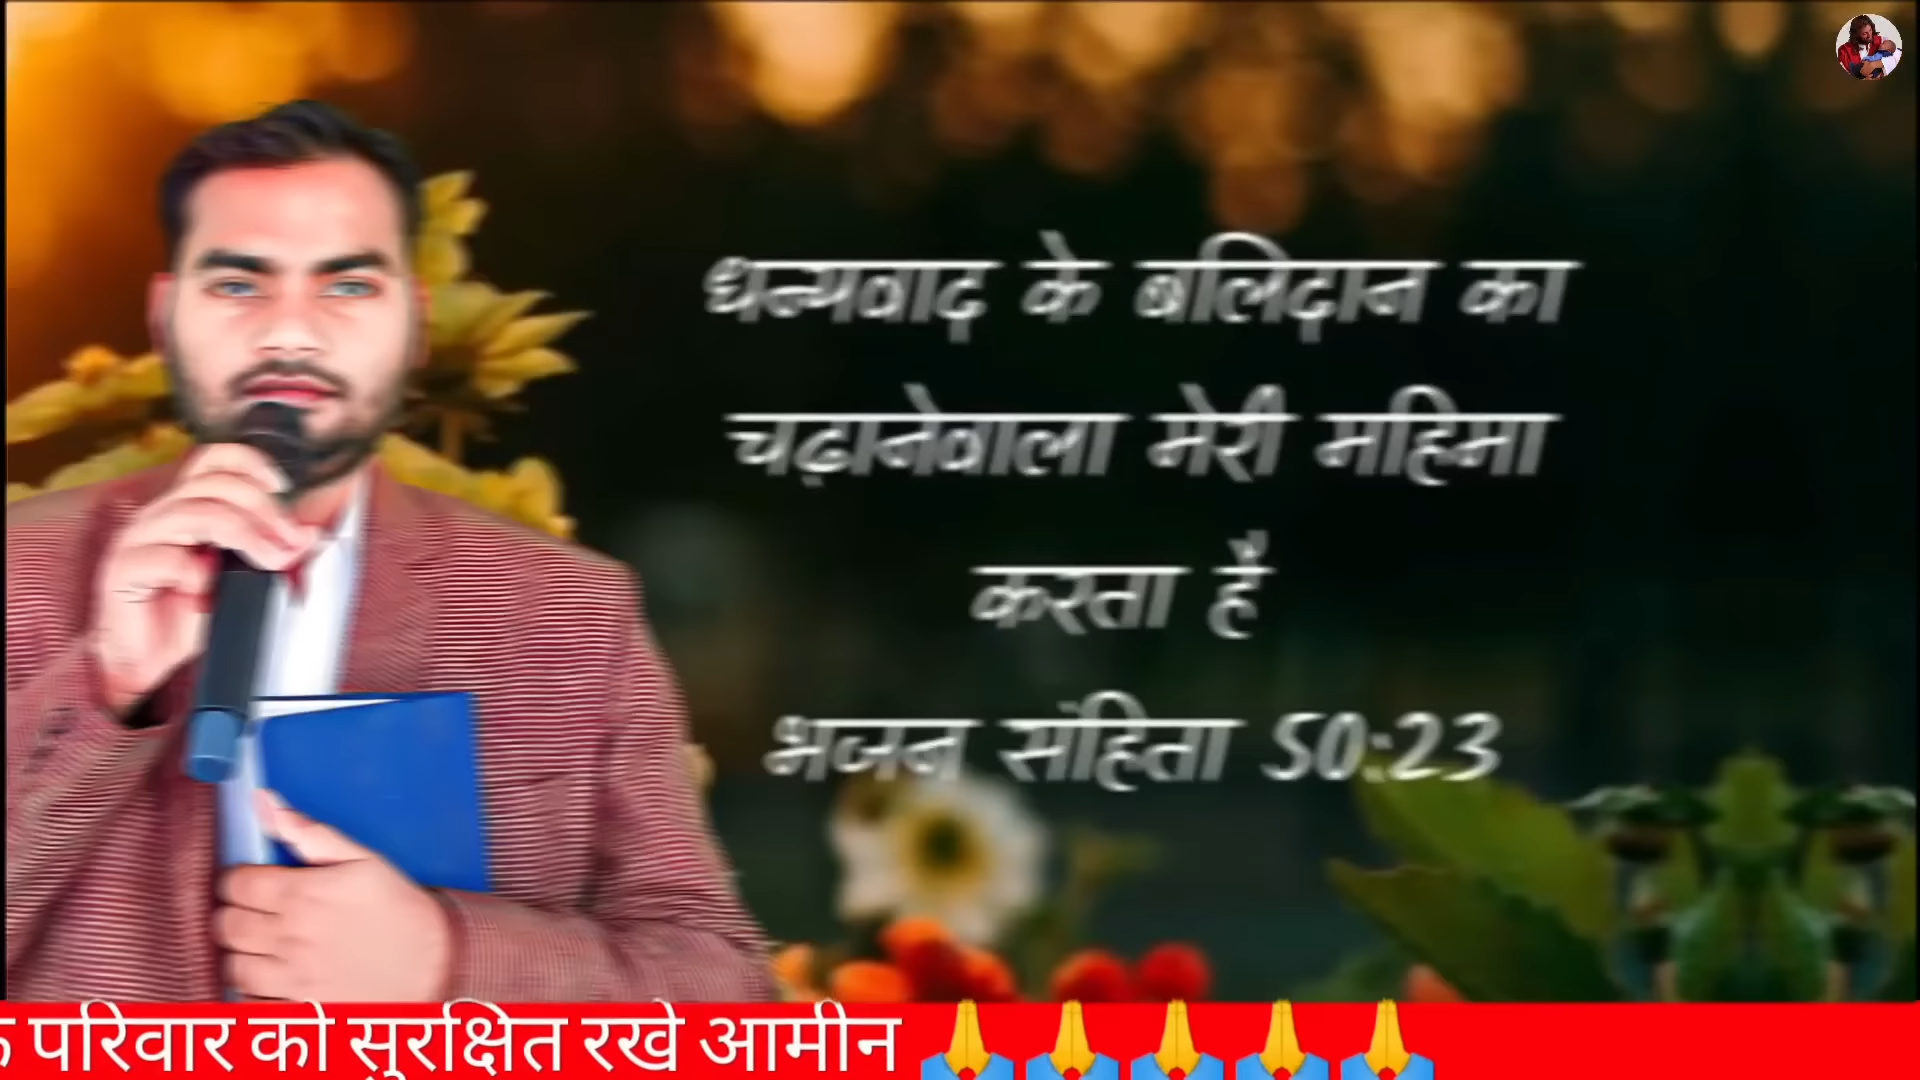 धन्यवाद के बलिदान का
चढ़ानेवाला मेरी महिमा
करता है
भजन संहिता 50:23
परिवार को सुरक्षित रखे आमीन 🙏🙏🙏🙏🙏